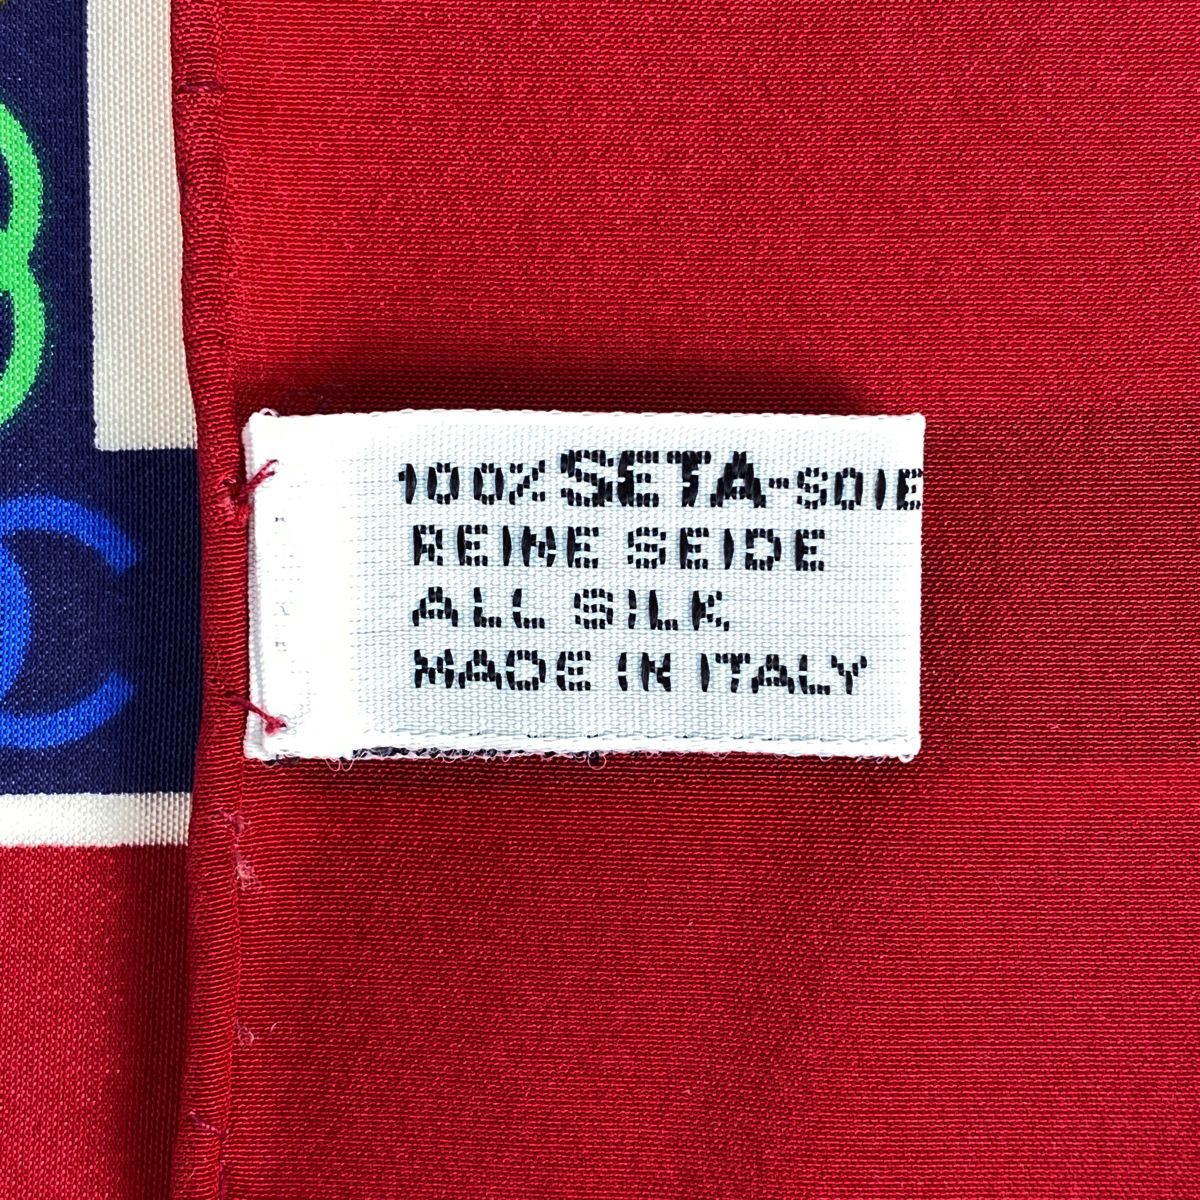 100% SETA-SOIE
REINE SEIDE
ALL SILK
MADE IN ITALY